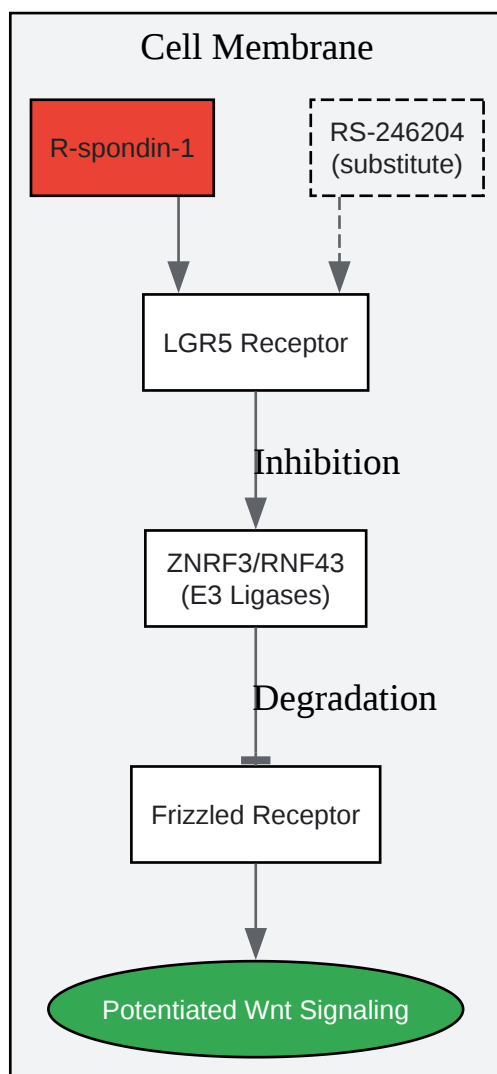 Cell Membrane
R-spondin-1
RS-246204
(substitute)
LGR5 Receptor
Inhibition
ZNRF3/RNF43
(E3 Ligases)
Degradation
Frizzled Receptor
Potentiated Wnt Signaling